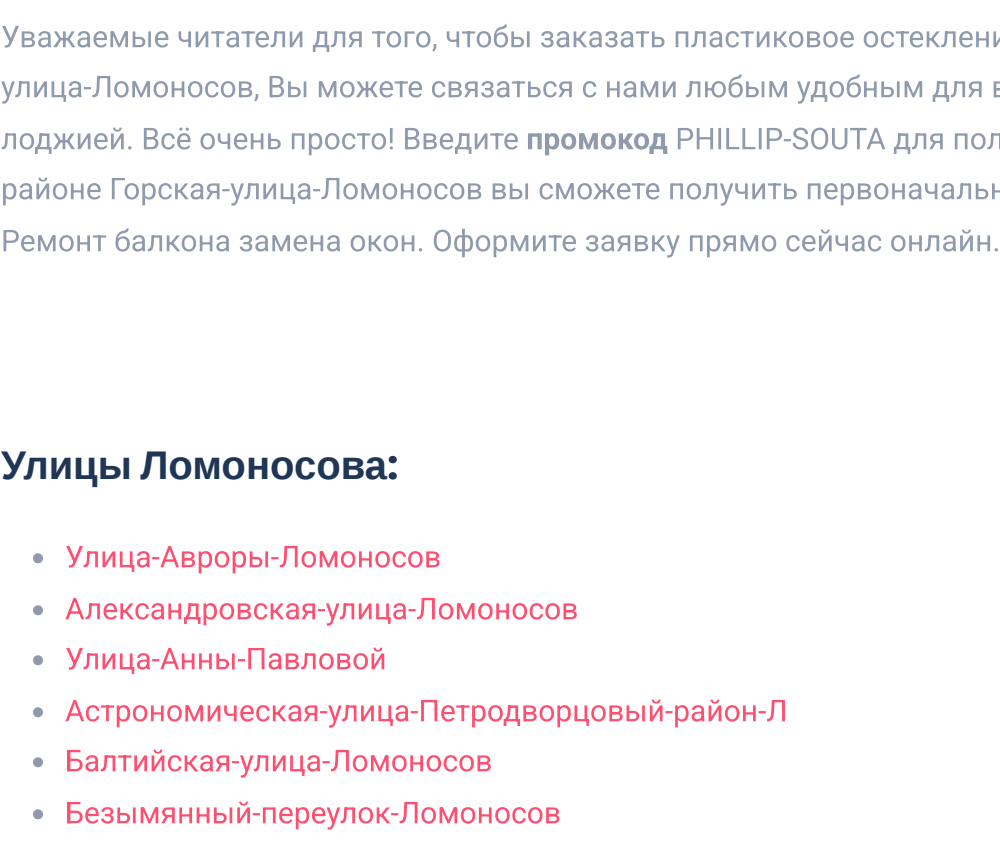 Уважаемые читатели для того, чтобы заказать пластиковое
улица-Ломоносов, Вы можете связаться с нами любым удобным для
лоджией. Всё очень просто! Введите промокод PHILLIP-SOUTA для
районе Горская-улица-Ломоносов вы сможете получить
Ремонт балкона замена окон. Оформите заявку прямо сейчас онлайн.
Улицы Ломоносова:
Улица-Авроры-Ломоносов
Александровская-улица-Ломоносов
Улица-Анны-Павловой
Астрономическая-улица-Петродворцовый-район-Л
Балтийская-улица-Ломоносов
Безымянный-переулок-Ломоносов